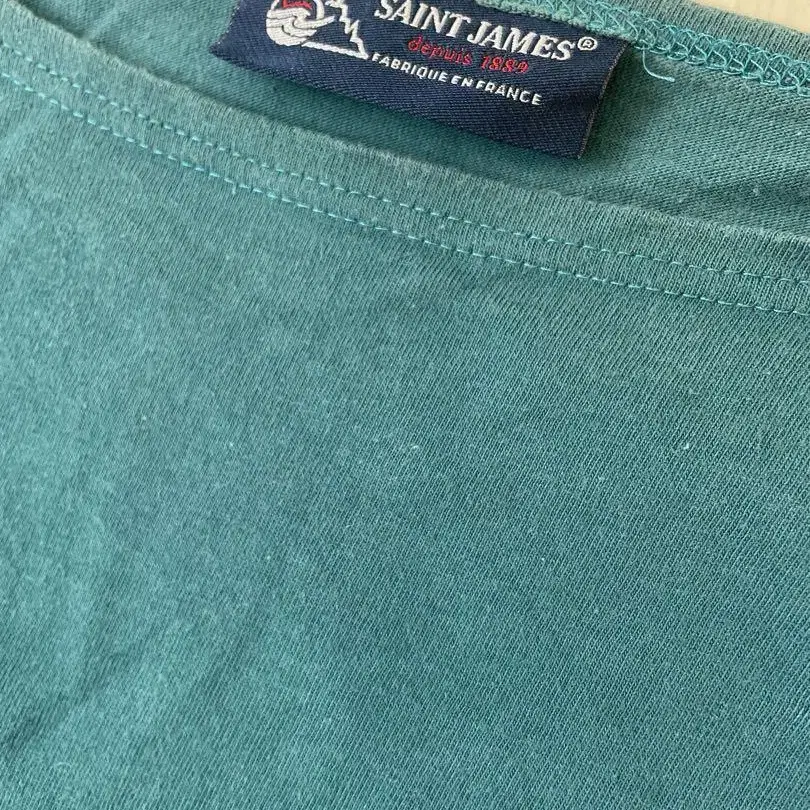 SAINT JAMES®
depuis 1889
FABRIQUE EN FRANCE